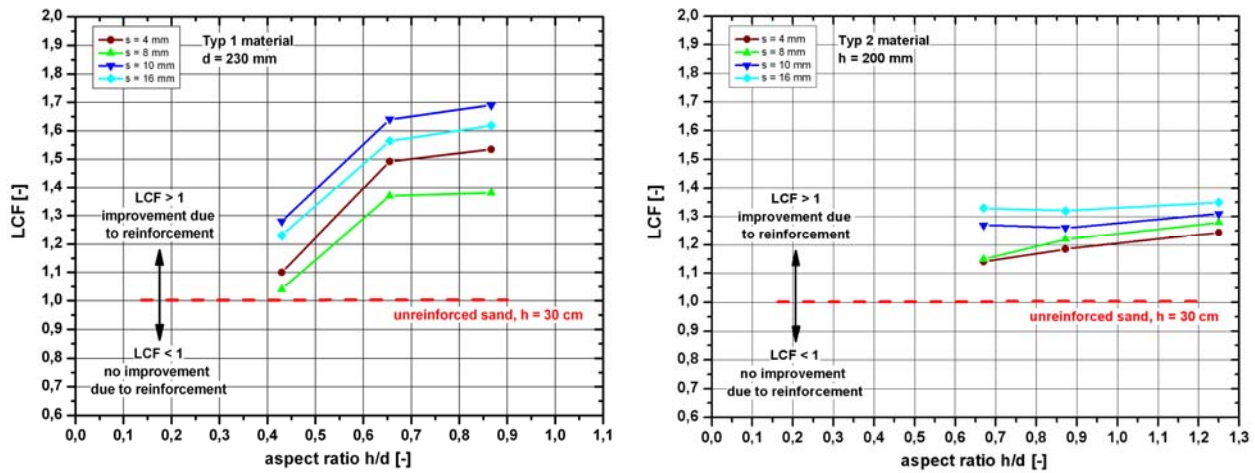 2,0
1,9
1,8
1,7
1,6
1,5
1,4
1,3
1,2
1,1
1,0
0,9
0,8
0,7
0,6
LCF [-]
s = 4 mm
s = 8 mm
s = 10 mm
s = 16 mm
Typ 1 material
d = 230 mm
LCF > 1
improvement due
to reinforcement
unreinforced sand, h = 30 cm
LCF < 1
no improvement
due to reinforcement
0,0 0,1 0,2 0,3 0,4 0,5 0,6 0,7 0,8 0,9 1,0 1,1
aspect ratio h/d [-]
2,0
1,9
1,8
1,7
1,6
1,5
1,4
1,3
1,2
1,1
1,0
0,9
0,8
0,7
0,6
LCF [-]
s = 4 mm
s = 8 mm
s = 10 mm
s = 16 mm
Typ 2 material
h = 200 mm
LCF > 1
improvement due
to reinforcement
unreinforced sand, h = 30 cm
LCF < 1
no improvement
due to reinforcement
0,0 0,1 0,2 0,3 0,4 0,5 0,6 0,7 0,8 0,9 1,0 1,1 1,2 1,3
aspect ratio h/d [-]